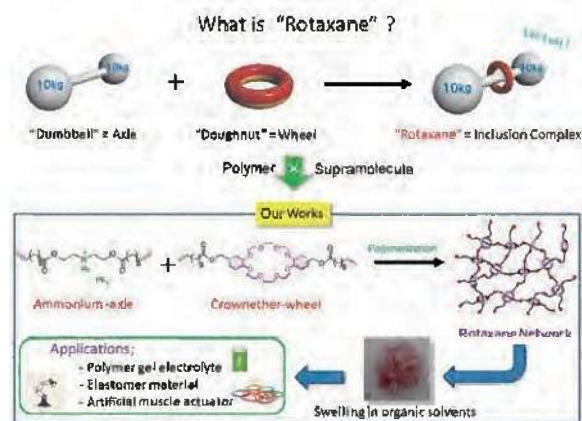 What is "Rotaxane" ?
10kg 10kg
+
10kg 10kg
"Dumbbell" = Axle
"Doughnut" = Wheel
"Rotaxane" = Inclusion Complex
Polymer × Supramolecule
Our Works
+
Polymerization
Ammonium-axle
Crownether-wheel
Rotaxane Network
Applications;
- Polymer gel electrolyte
- Elastomer material
- Artificial muscle actuator
Swelling in organic solvents